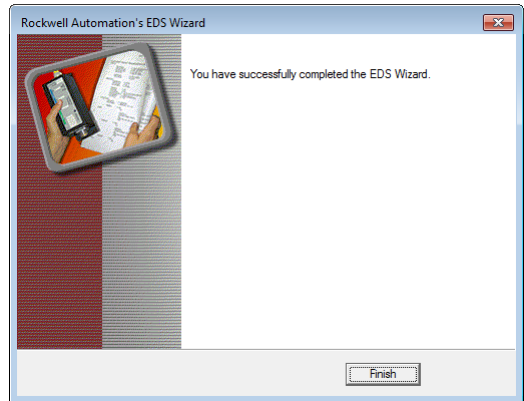 Rockwell Automation's EDS Wizard
You have successfully completed the EDS Wizard.
Finish